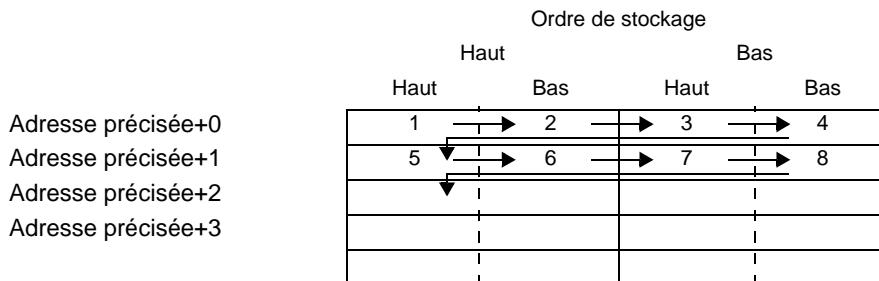 Ordre de stockage
Haut Bas
Haut Bas Haut Bas
Adresse précisée+0 1 2 3 4
Adresse précisée+1 5 6 7 8
Adresse précisée+2
Adresse précisée+3